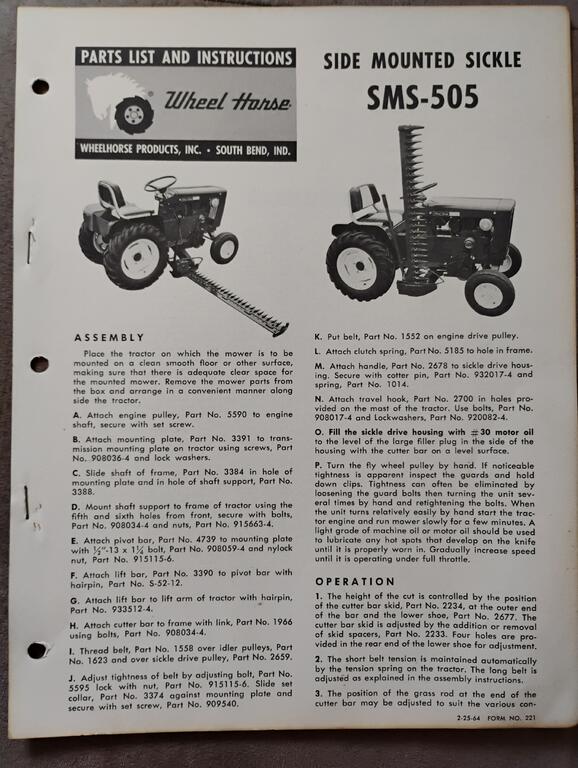 PARTS LIST AND INSTRUCTIONS
Wheel Horse
WHEELHORSE PRODUCTS, INC. • SOUTH BEND, IND.
SIDE MOUNTED SICKLE
SMS-505
ASSEMBLY
Place the tractor on which the mower is to be
mounted on a clean smooth floor or other surface,
making sure that there is adequate clear space for
the mounted mower. Remove the mower parts from
the box and arrange in a convenient manner along
side the tractor.
A. Attach engine pulley, Part No. 5590 to engine
shaft, secure with set screw.
B. Attach mounting plate, Part No. 3391 to trans-
mission mounting plate on tractor using screws, Part
No. 908036-4 and lock washers.
C. Slide shaft of frame, Part No. 3384 in hole of
mounting plate and in hole of shaft support, Part No.
3388.
D. Mount shaft support to frame of tractor using the
fifth and sixth holes from front, secure with bolts,
Part No. 908034-4 and nuts, Part No. 915663-4.
E. Attach pivot bar, Part No. 4739 to mounting plate
with ½"-13 x 1¼ bolt, Part No. 908059-4 and nylock
nut, Part No. 915115-6.
F. Attach lift bar, Part No. 3390 to pivot bar with
hairpin, Part No. S-52-12.
G. Attach lift bar to lift arm of tractor with hairpin,
Part No. 933512-4.
H. Attach cutter bar to frame with link, Part No. 1966
using bolts, Part No. 908034-4.
I. Thread belt, Part No. 1558 over idler pulleys, Part
No. 1623 and over sickle drive pulley, Part No. 2659.
J. Adjust tightness of belt by adjusting bolt, Part No.
5595 lock with nut, Part No. 915115-6. Slide set
collar, Part No. 3374 against mounting plate and
secure with set screw, Part No. 909540.
K. Put belt, Part No. 1552 on engine drive pulley.
L. Attach clutch spring, Part No. 5185 to hole in frame.
M. Attach handle, Part No. 2678 to sickle drive hous-
ing. Secure with cotter pin, Part No. 932017-4 and
spring, Part No. 1014.
N. Attach travel hook, Part No. 2700 in holes pro-
vided on the mast of the tractor. Use bolts, Part No.
908017-4 and Lockwashers, Part No. 920082-4.
O. Fill the sickle drive housing with #30 motor oil
to the level of the large filler plug in the side of the
housing with the cutter bar on a level surface.
P. Turn the fly wheel pulley by hand. If noticeable
tightness is apparent inspect the guards and hold
down clips. Tightness can often be eliminated by
loosening the guard bolts then turning the unit sev-
eral times by hand and retightening the bolts. When
the unit turns relatively easily by hand start the trac-
tor engine and run mower slowly for a few minutes. A
light grade of machine oil or motor oil should be used
to lubricate any hot spots that develop on the knife
until it is properly worn in. Gradually increase speed
until it is operating under full throttle.
OPERATION
1. The height of the cut is controlled by the position
of the cutter bar skid, Part No. 2234, at the outer end
of the bar and the lower shoe, Part No. 2677. The
cutter bar skid is adjusted by the addition or removal
of skid spacers, Part No. 2233. Four holes are pro-
vided in the rear end of the lower shoe for adjustment.
2. The short belt tension is maintained automatically
by the tension spring on the tractor. The long belt is
adjusted as explained in the assembly instructions.
3. The position of the grass rod at the end of the
cutter bar may be adjusted to suit the various con-
2-25-64 FORM NO. 221